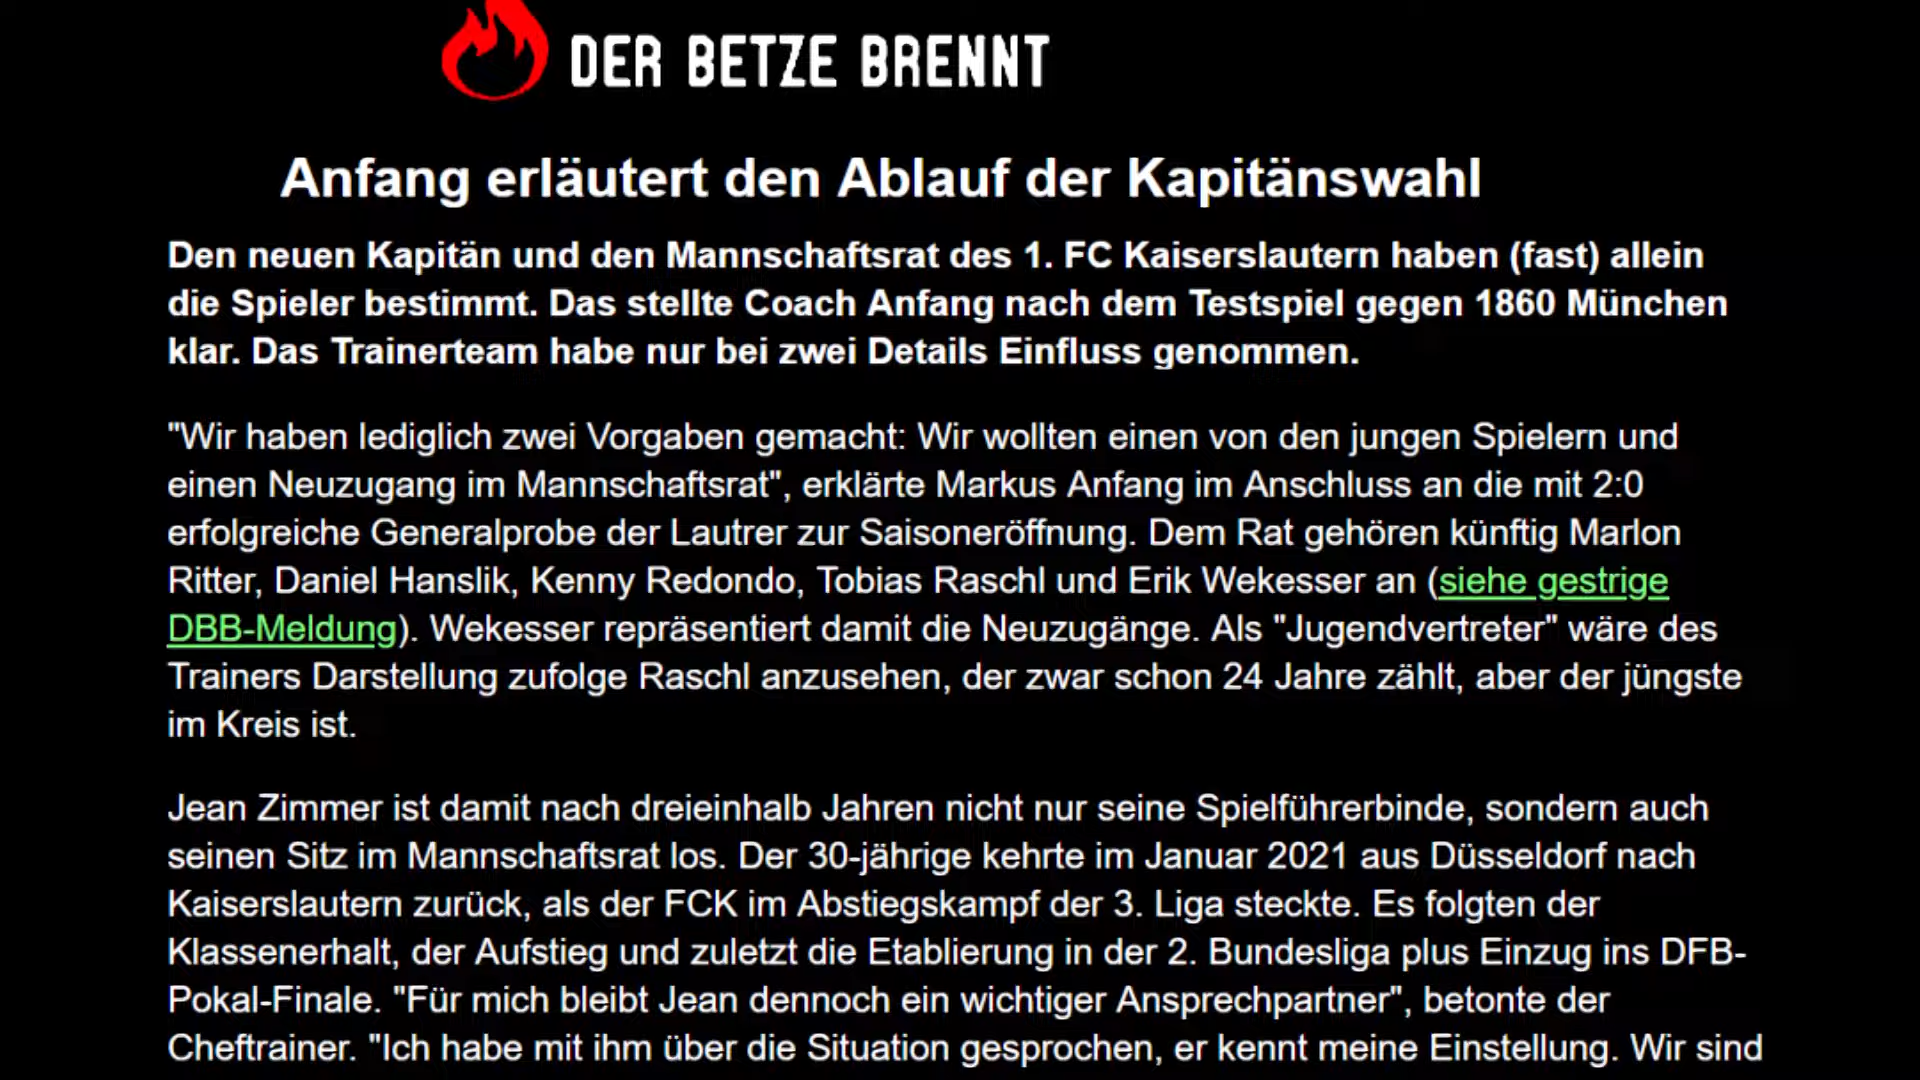 DER BETZE BRENNT
Anfang erläutert den Ablauf der Kapitänswahl
Den neuen Kapitän und den Mannschaftsrat des 1. FC Kaiserslautern haben (fast) allein
die Spieler bestimmt. Das stellte Coach Anfang nach dem Testspiel gegen 1860 München
klar. Das Trainerteam habe nur bei zwei Details Einfluss genommen.
"Wir haben lediglich zwei Vorgaben gemacht: Wir wollten einen von den jungen Spielern und
einen Neuzugang im Mannschaftsrat", erklärte Markus Anfang im Anschluss an die mit 2:0
erfolgreiche Generalprobe der Lautrer zur Saisoneröffnung. Dem Rat gehören künftig Marlon
Ritter, Daniel Hanslik, Kenny Redondo, Tobias Raschl und Erik Wekesser an (siehe gestrige
DBB-Meldung). Wekesser repräsentiert damit die Neuzugänge. Als "Jugendvertreter" wäre des
Trainers Darstellung zufolge Raschl anzusehen, der zwar schon 24 Jahre zählt, aber der jüngste
im Kreis ist.
Jean Zimmer ist damit nach dreieinhalb Jahren nicht nur seine Spielführerbinde, sondern auch
seinen Sitz im Mannschaftsrat los. Der 30-jährige kehrte im Januar 2021 aus Düsseldorf nach
Kaiserslautern zurück, als der FCK im Abstiegskampf der 3. Liga steckte. Es folgten der
Klassenerhalt, der Aufstieg und zuletzt die Etablierung in der 2. Bundesliga plus Einzug ins DFB-
Pokal-Finale. "Für mich bleibt Jean dennoch ein wichtiger Ansprechpartner", betonte der
Cheftrainer. "Ich habe mit ihm über die Situation gesprochen, er kennt meine Einstellung. Wir sind